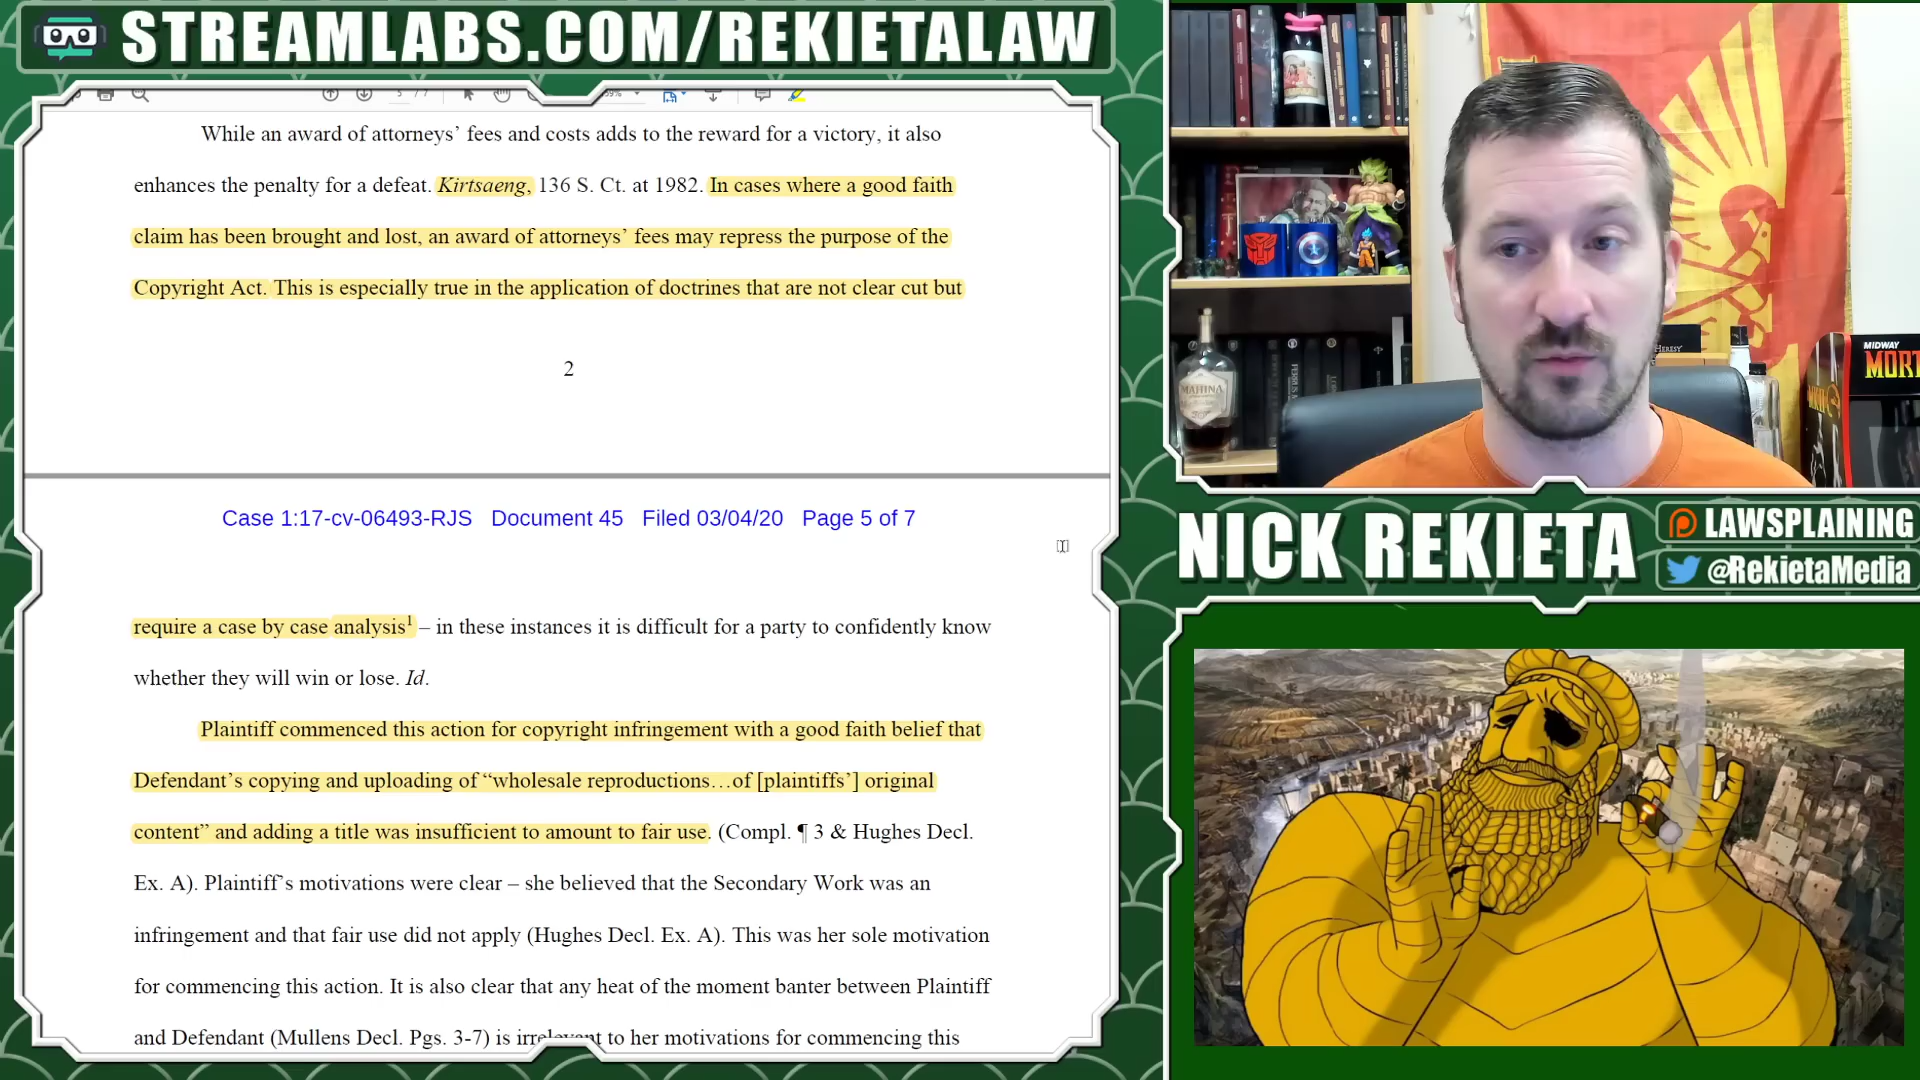 STREAMLABS.COM/REKIETALAW
5 / 7
While an award of attorneys’ fees and costs adds to the reward for a victory, it also
enhances the penalty for a defeat. Kirtsaeng, 136 S. Ct. at 1982. In cases where a good faith
claim has been brought and lost, an award of attorneys’ fees may repress the purpose of the
Copyright Act. This is especially true in the application of doctrines that are not clear cut but
2
Case 1:17-cv-06493-RJS Document 45 Filed 03/04/20 Page 5 of 7
require a case by case analysis¹ – in these instances it is difficult for a party to confidently know
whether they will win or lose. Id.
Plaintiff commenced this action for copyright infringement with a good faith belief that
Defendant’s copying and uploading of “wholesale reproductions…of [plaintiffs’] original
content” and adding a title was insufficient to amount to fair use. (Compl. ¶ 3 & Hughes Decl.
Ex. A). Plaintiff’s motivations were clear – she believed that the Secondary Work was an
infringement and that fair use did not apply (Hughes Decl. Ex. A). This was her sole motivation
for commencing this action. It is also clear that any heat of the moment banter between Plaintiff
and Defendant (Mullens Decl. Pgs. 3-7) is irrelevant to her motivations for commencing this
MAHINA
HERESY
MIDWAY
MORT
MKII
NICK REKIETA
LAWSPLAINING
@RekietaMedia